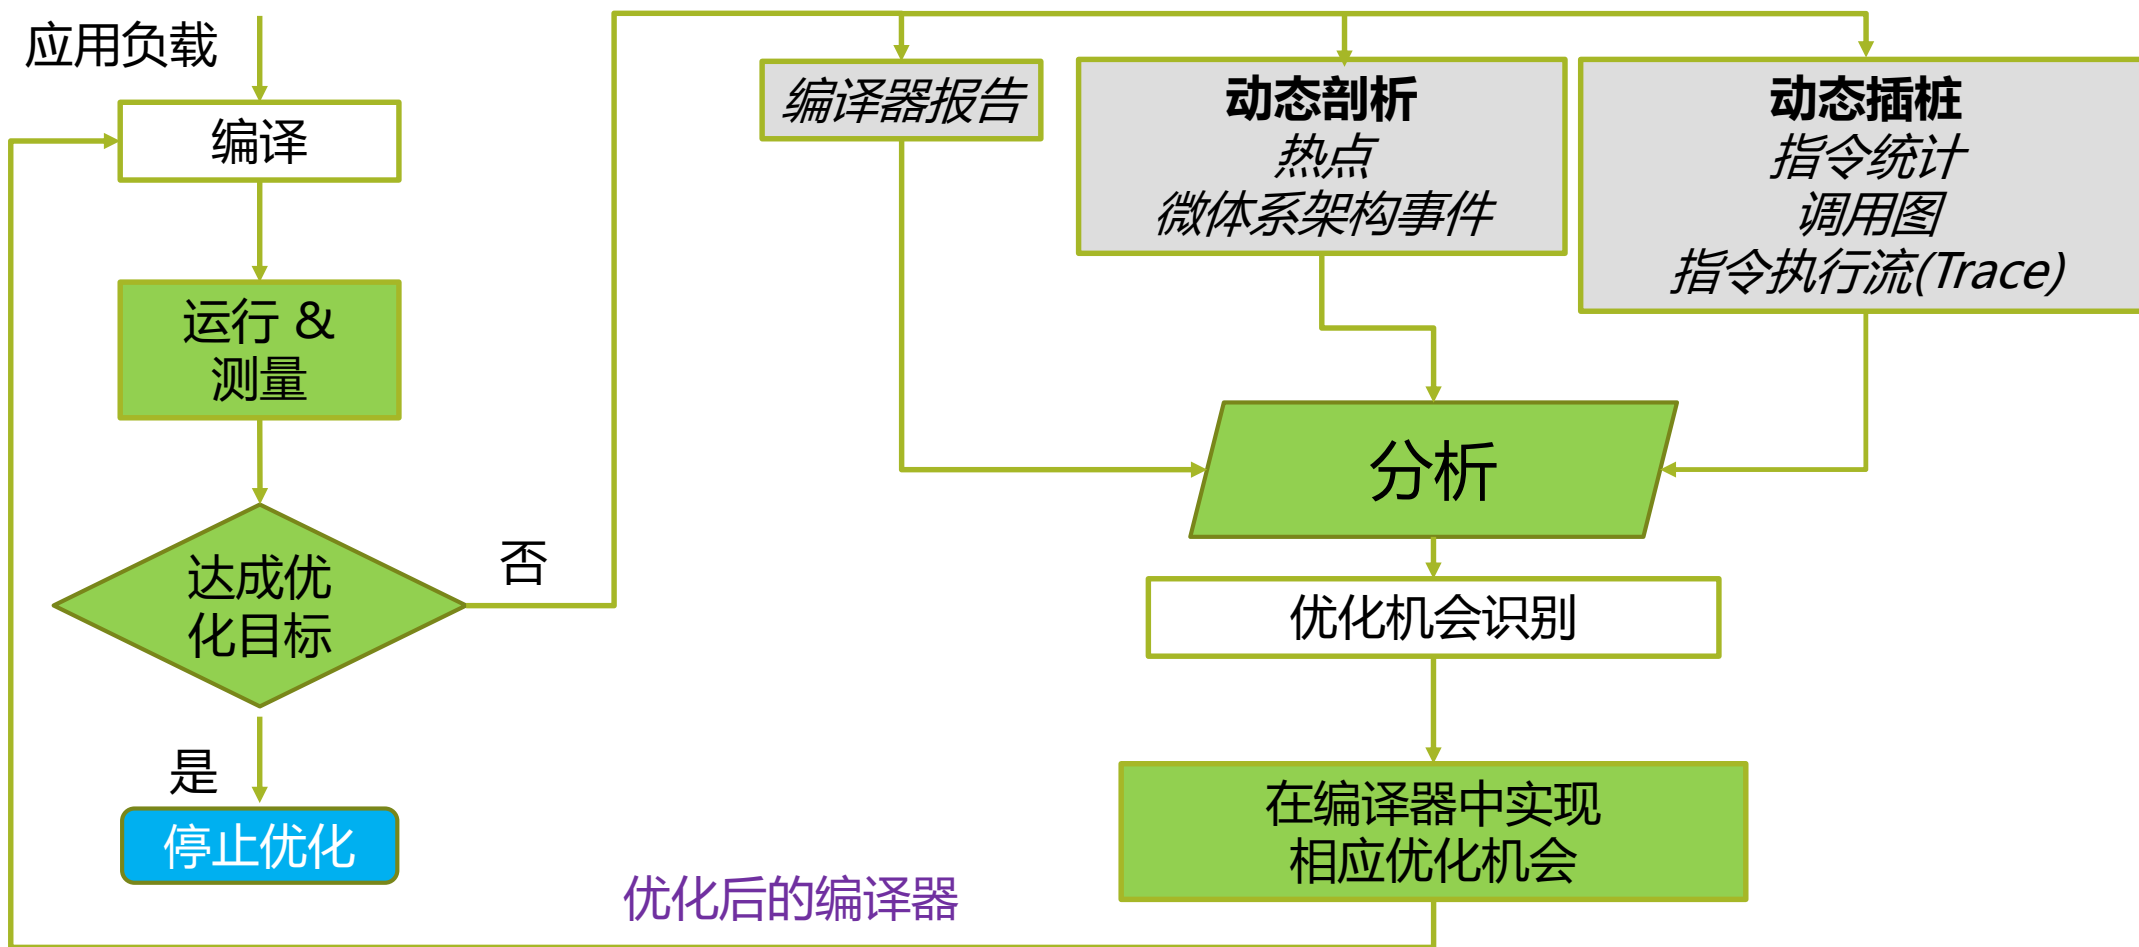 应用负载
编译
运行 &
测量
达成优
化目标
否
是
停止优化
编译器报告
动态剖析
热点
微体系架构事件
动态插桩
指令统计
调用图
指令执行流(Trace)
分析
优化机会识别
在编译器中实现
相应优化机会
优化后的编译器